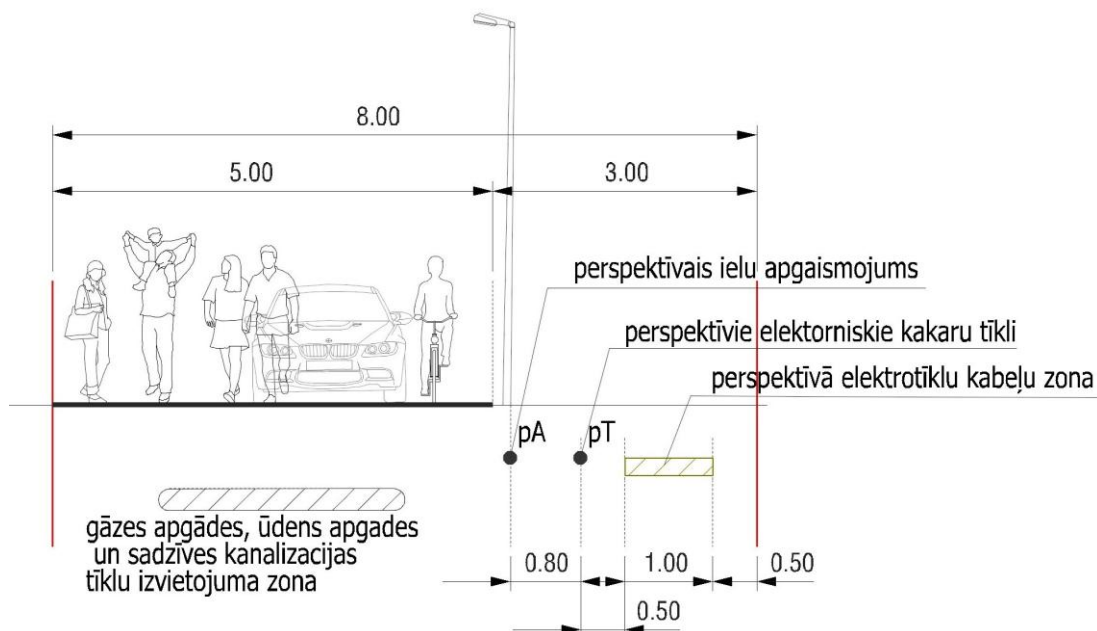 8.00
5.00
3.00
perspektīvais ielu apgaismojums
perspektīvie elektorniskie kakaru tīkli
perspektīvā elektrotīklu kabeļu zona
pA
pT
gāzes apgādes, ūdens apgades
un sadzīves kanalizacijas
tīklu izvietojuma zona
0.80
1.00
0.50
0.50